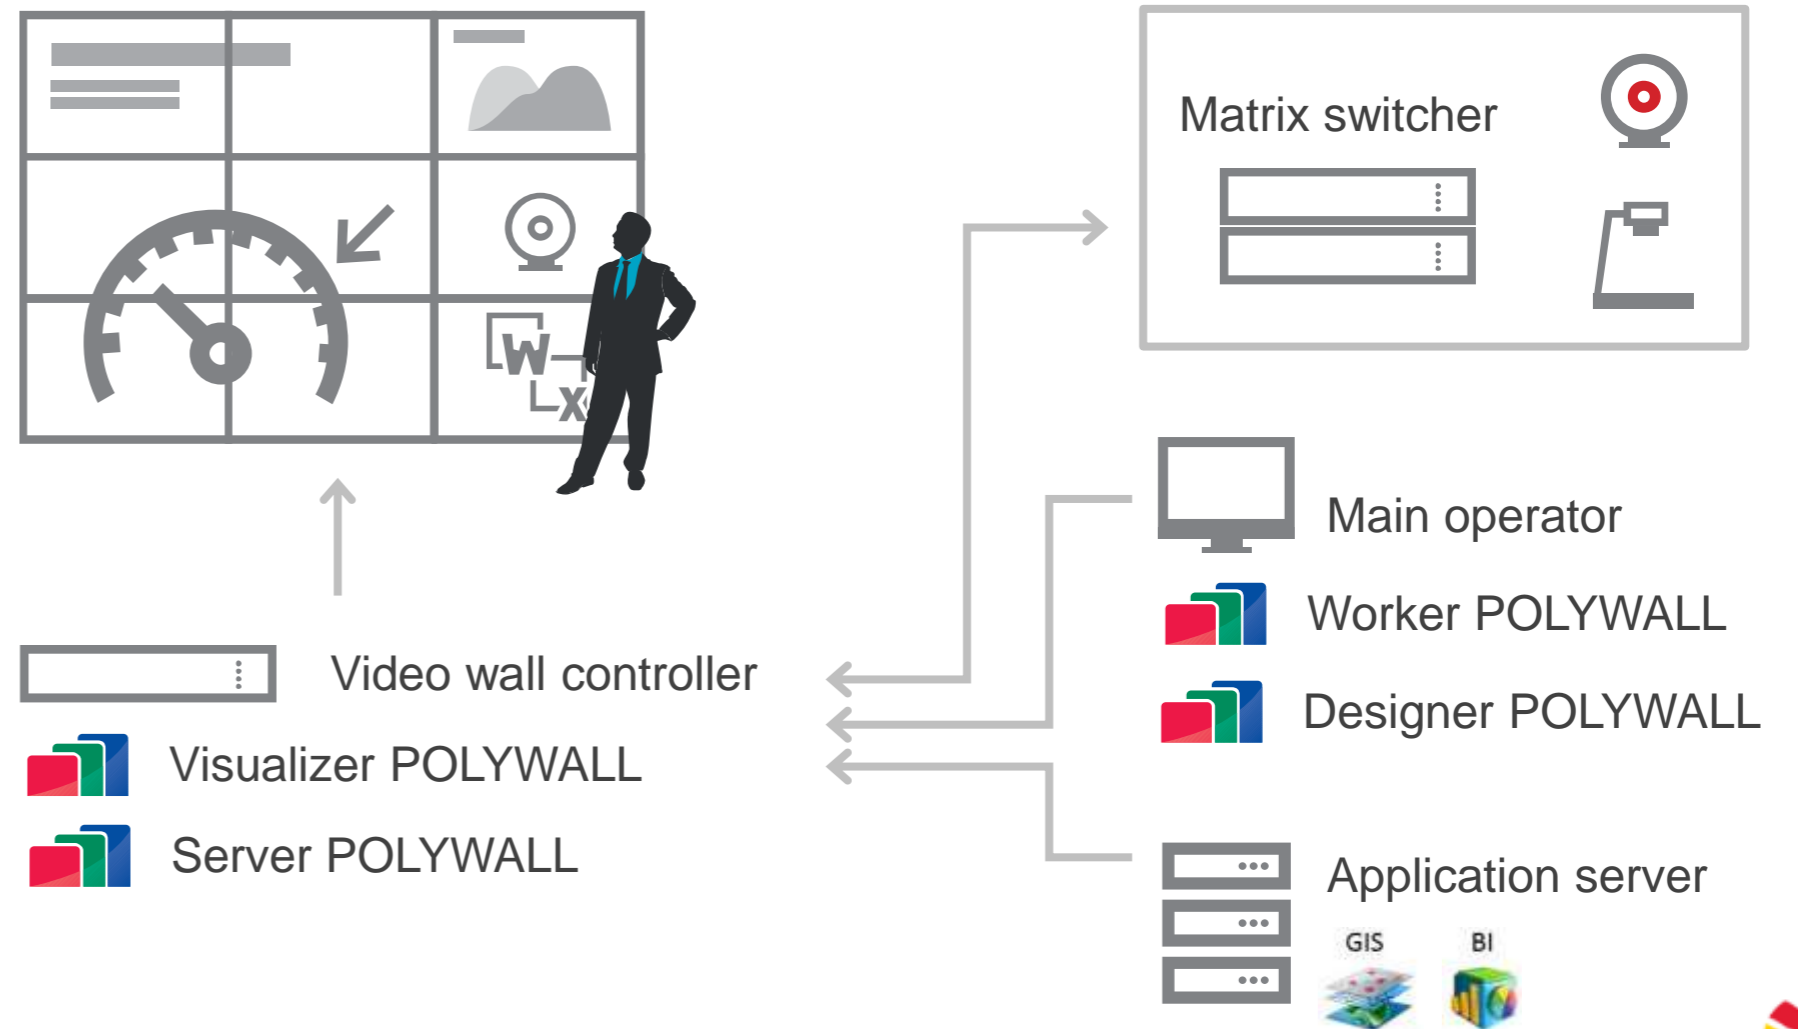 W
x
Matrix switcher
Video wall controller
Visualizer POLYWALL
Server POLYWALL
Main operator
Worker POLYWALL
Designer POLYWALL
Application server
GIS BI